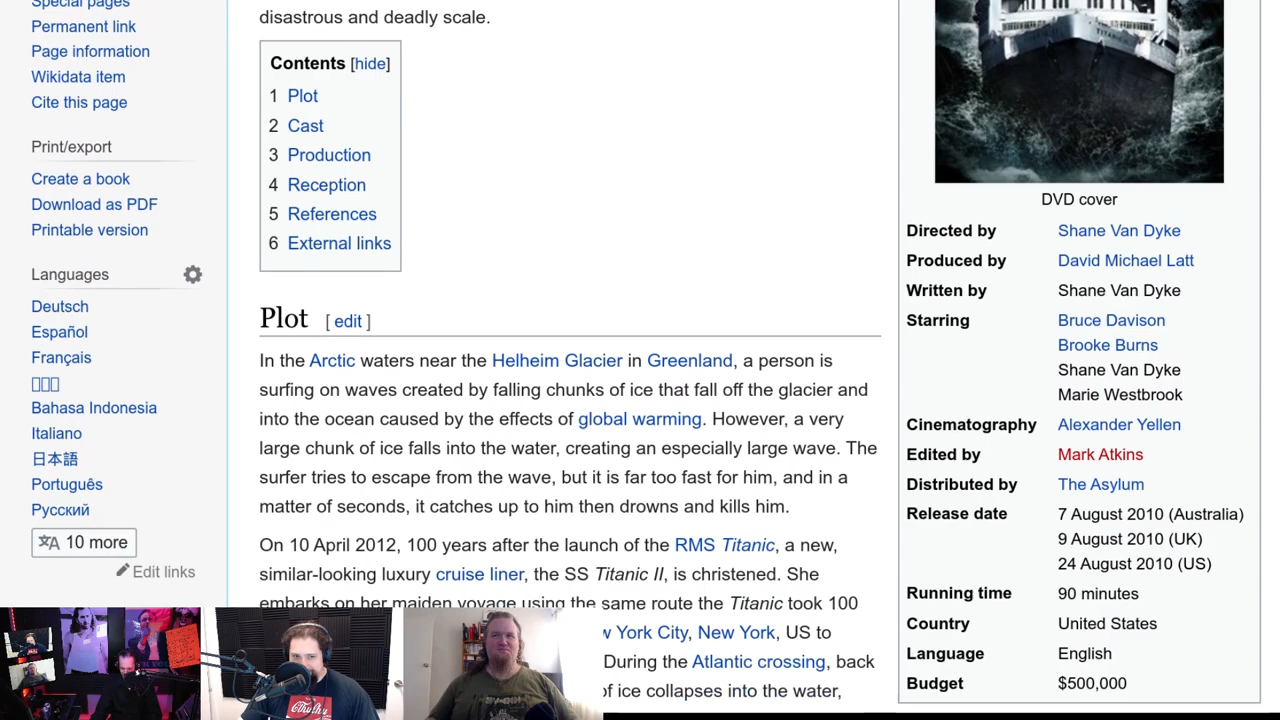 Special pages
Permanent link
Page information
Wikidata item
Cite this page
Print/export
Create a book
Download as PDF
Printable version
Languages
Deutsch
Español
Français
Bahasa Indonesia
Italiano
日本語
Português
Русский
10 more
Edit links
disastrous and deadly scale.
Contents [hide]
1 Plot
2 Cast
3 Production
4 Reception
5 References
6 External links
Plot [ edit ]
In the Arctic waters near the Helheim Glacier in Greenland, a person is
surfing on waves created by falling chunks of ice that fall off the glacier and
into the ocean caused by the effects of global warming. However, a very
large chunk of ice falls into the water, creating an especially large wave. The
surfer tries to escape from the wave, but it is far too fast for him, and in a
matter of seconds, it catches up to him then drowns and kills him.
On 10 April 2012, 100 years after the launch of the RMS Titanic, a new,
similar-looking luxury cruise liner, the SS Titanic II, is christened. She
embarks on her maiden voyage using the same route the Titanic took 100
York City, New York, US to
During the Atlantic crossing, back
of ice collapses into the water,
TITANIC
DVD cover
Directed by Shane Van Dyke
Produced by David Michael Latt
Written by Shane Van Dyke
Starring Bruce Davison
Brooke Burns
Shane Van Dyke
Marie Westbrook
Cinematography Alexander Yellen
Edited by Mark Atkins
Distributed by The Asylum
Release date 7 August 2010 (Australia)
9 August 2010 (UK)
24 August 2010 (US)
Running time 90 minutes
Country United States
Language English
Budget $500,000